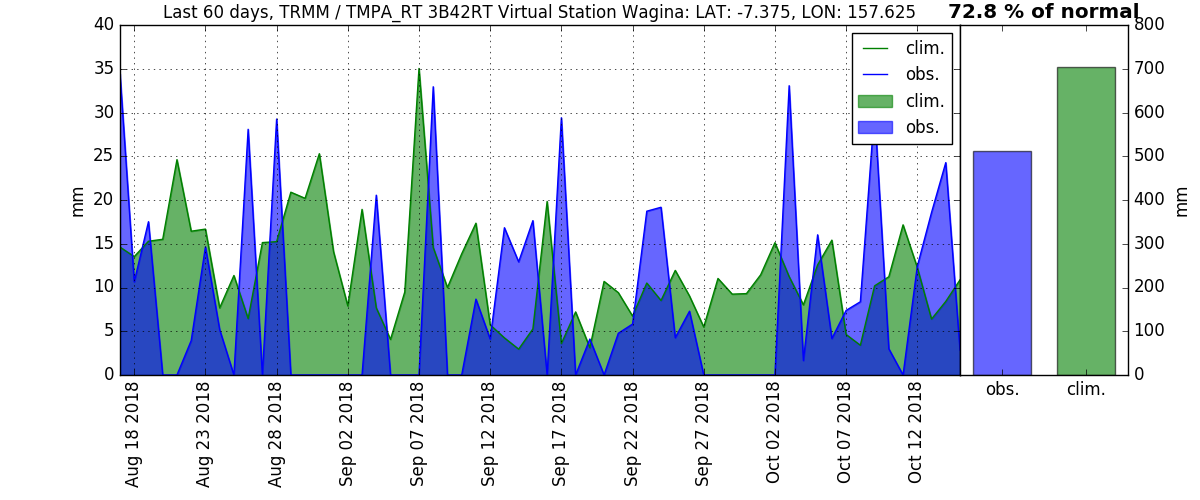 Last 60 days, TRMM / TMPA_RT 3B42RT Virtual Station Wagina: LAT: -7.375, LON: 157.625
72.8 % of normal
mm
40
35
30
25
20
15
10
5
0
clim.
obs.
clim.
obs.
Aug 18 2018
Aug 23 2018
Aug 28 2018
Sep 02 2018
Sep 07 2018
Sep 12 2018
Sep 17 2018
Sep 22 2018
Sep 27 2018
Oct 02 2018
Oct 07 2018
Oct 12 2018
obs.
clim.
800
700
600
500
400
300
200
100
0
mm